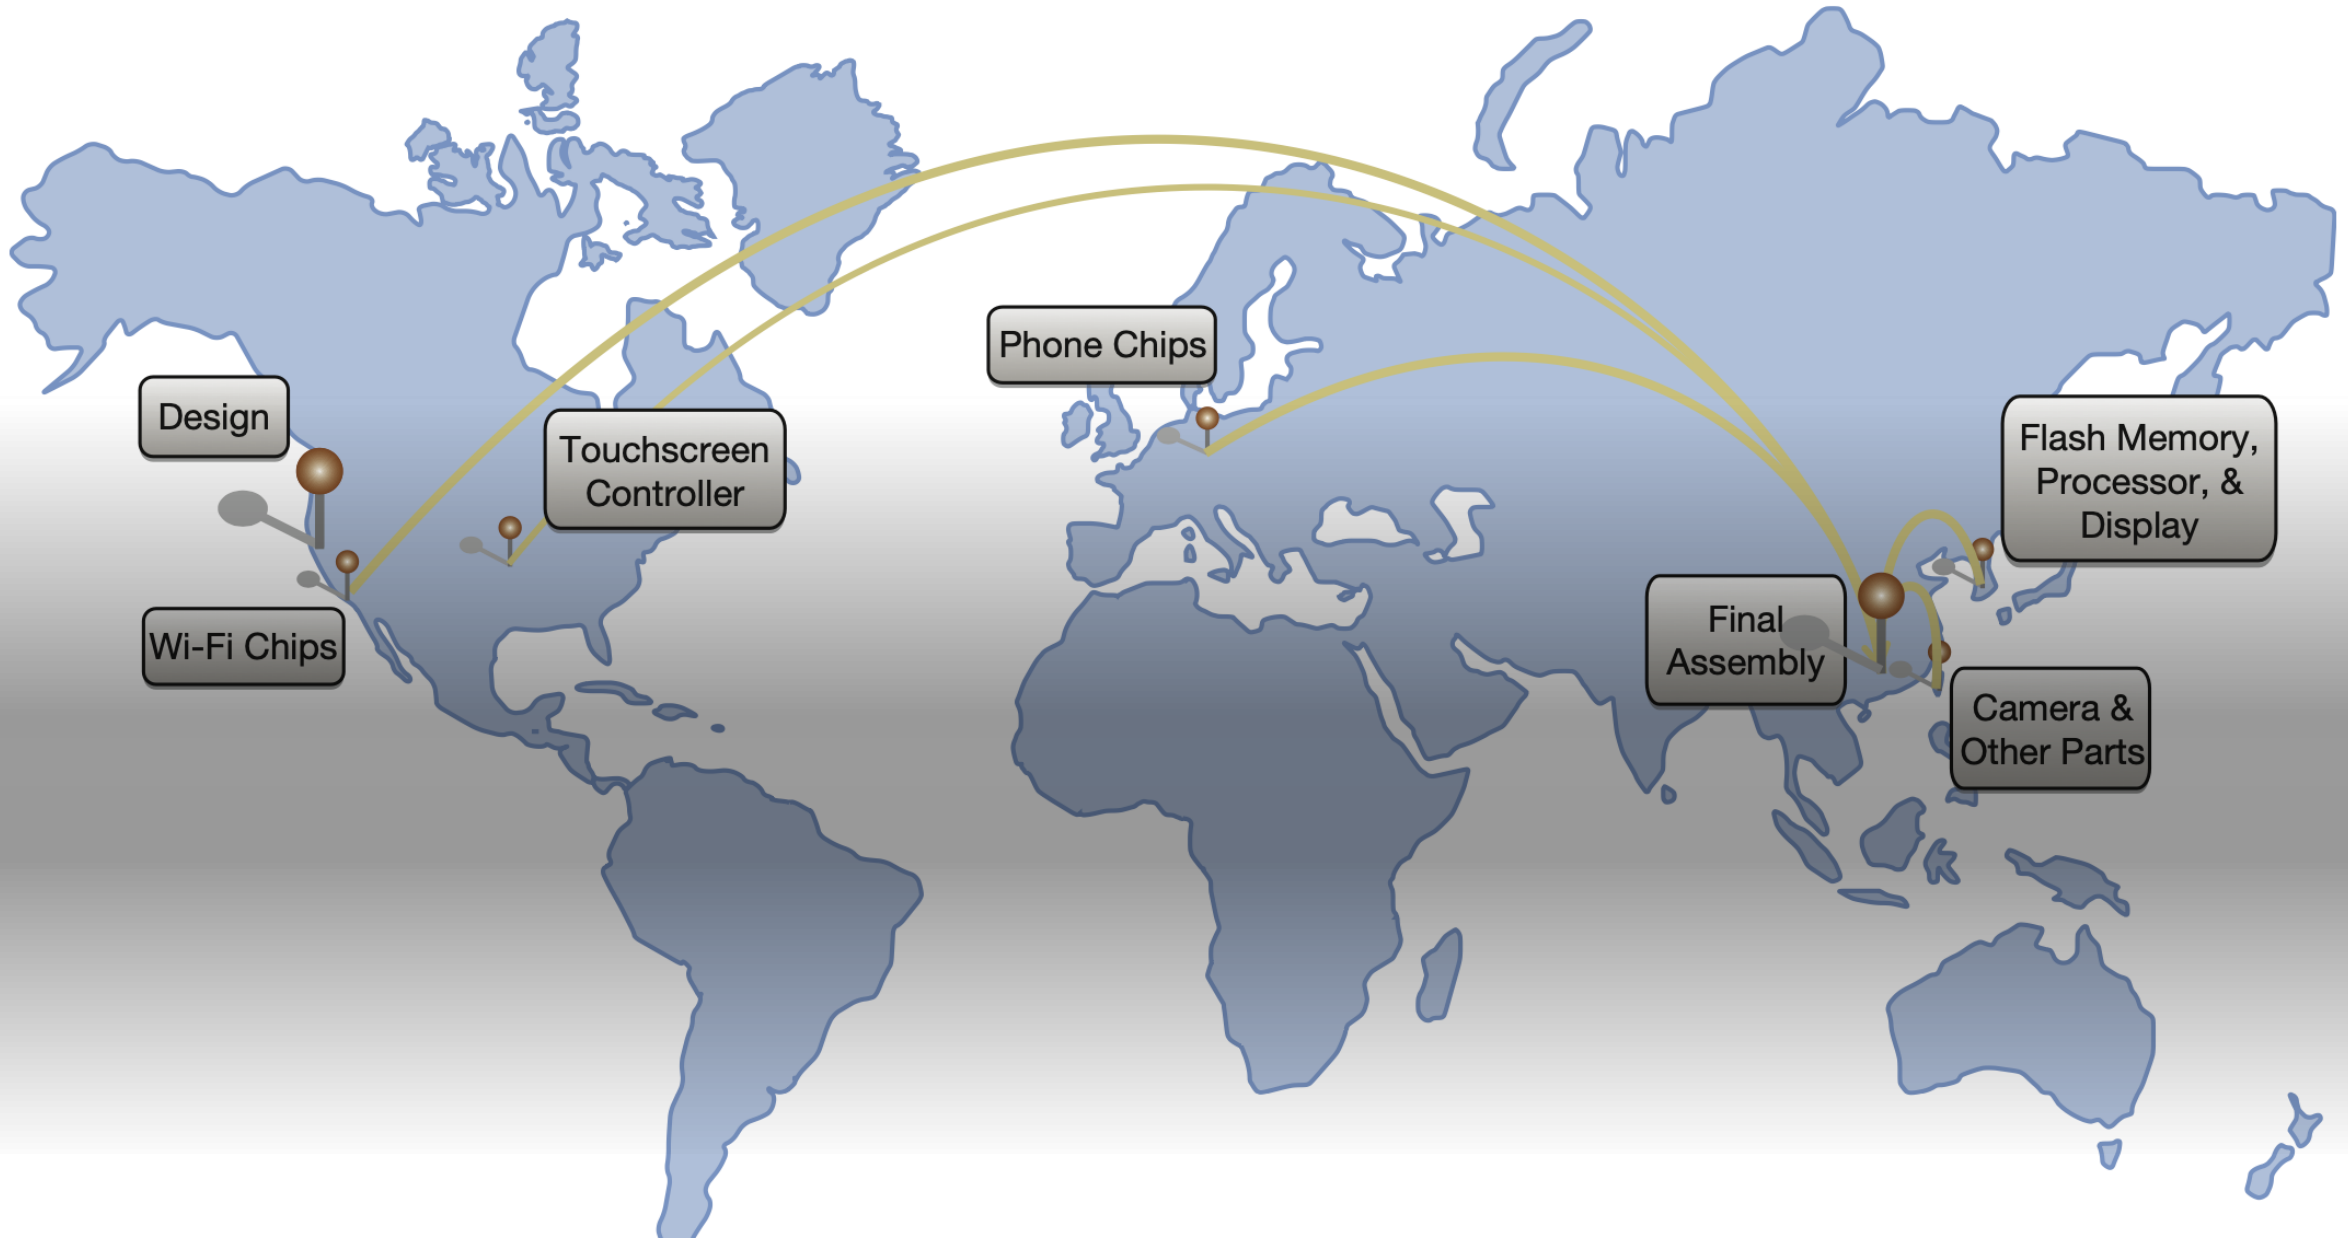 Phone Chips
Design
Touchscreen
Controller
Flash Memory,
Processor, &
Display
Wi-Fi Chips
Final
Assembly
Camera &
Other Parts